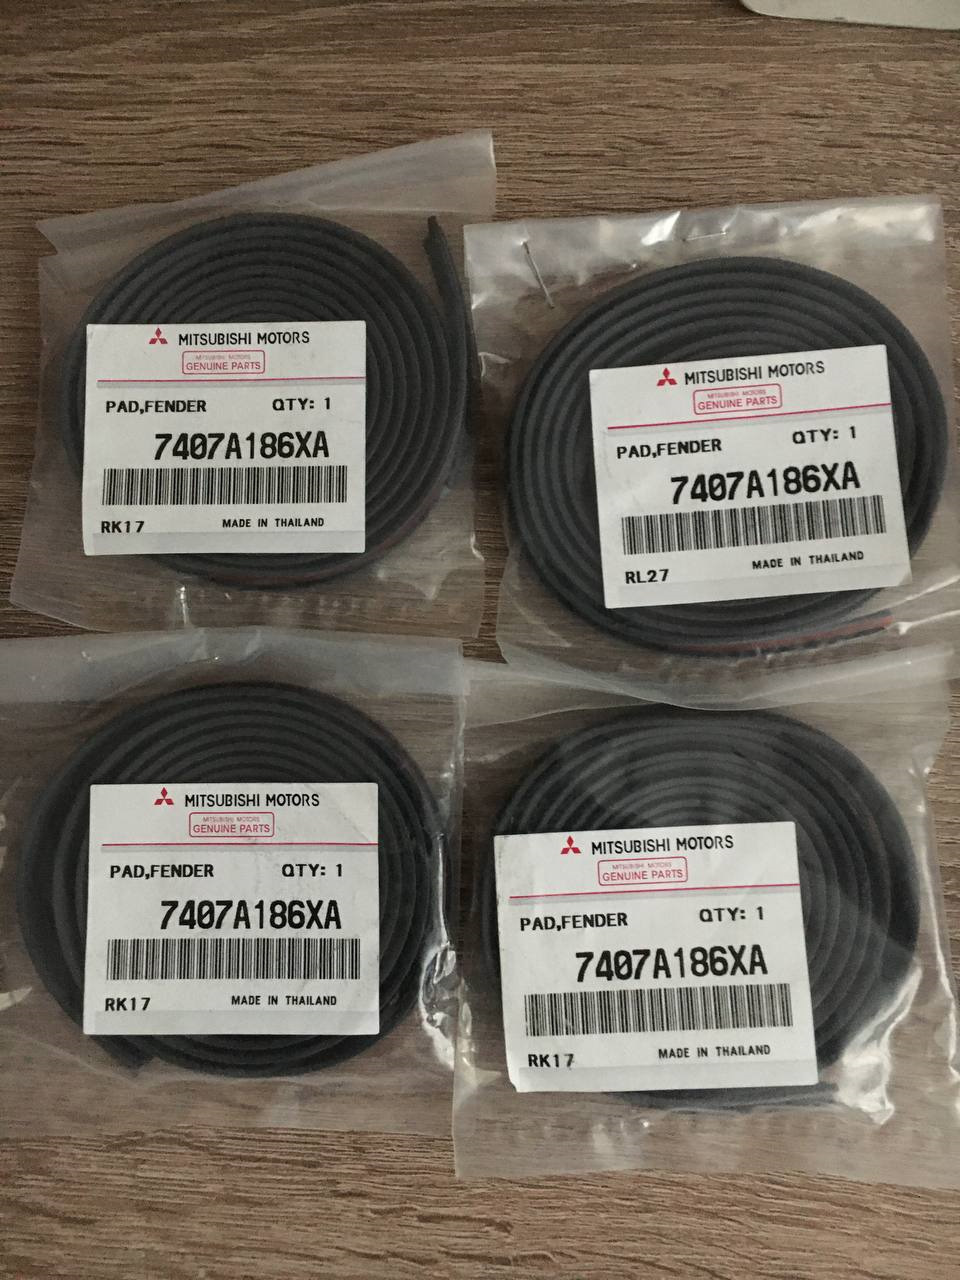 MITSUBISHI MOTORS
MITSUBISHI MOTORS
GENUINE PARTS
PAD,FENDER QTY: 1
7407A186XA
RK17 MADE IN THAILAND
MITSUBISHI MOTORS
MITSUBISHI MOTORS
GENUINE PARTS
PAD,FENDER QTY: 1
7407A186XA
RL27 MADE IN THAILAND
MITSUBISHI MOTORS
MITSUBISHI MOTORS
GENUINE PARTS
PAD,FENDER QTY: 1
7407A186XA
RK17 MADE IN THAILAND
MITSUBISHI MOTORS
MITSUBISHI MOTORS
GENUINE PARTS
PAD,FENDER QTY: 1
7407A186XA
RK17 MADE IN THAILAND